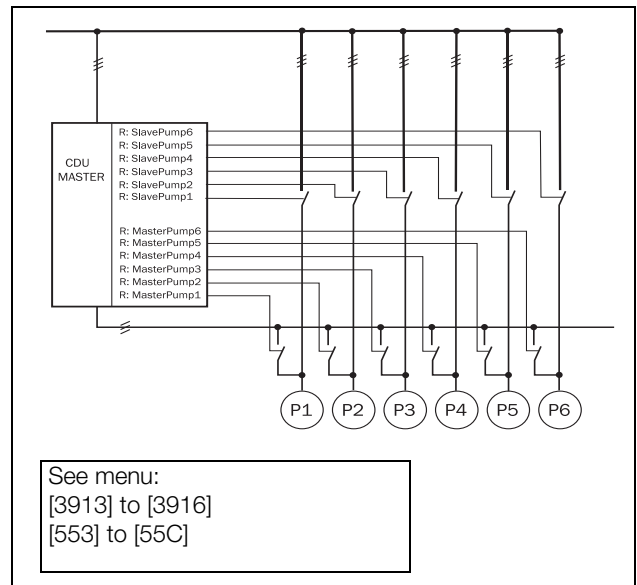 R: SlavePump6
R: SlavePump5
R: SlavePump4
R: SlavePump3
R: SlavePump2
R: SlavePump1
CDU
MASTER
R: MasterPump6
R: MasterPump5
R: MasterPump4
R: MasterPump3
R: MasterPump2
R: MasterPump1
P1 P2 P3 P4 P5 P6
See menu:
[3913] to [3916]
[553] to [55C]